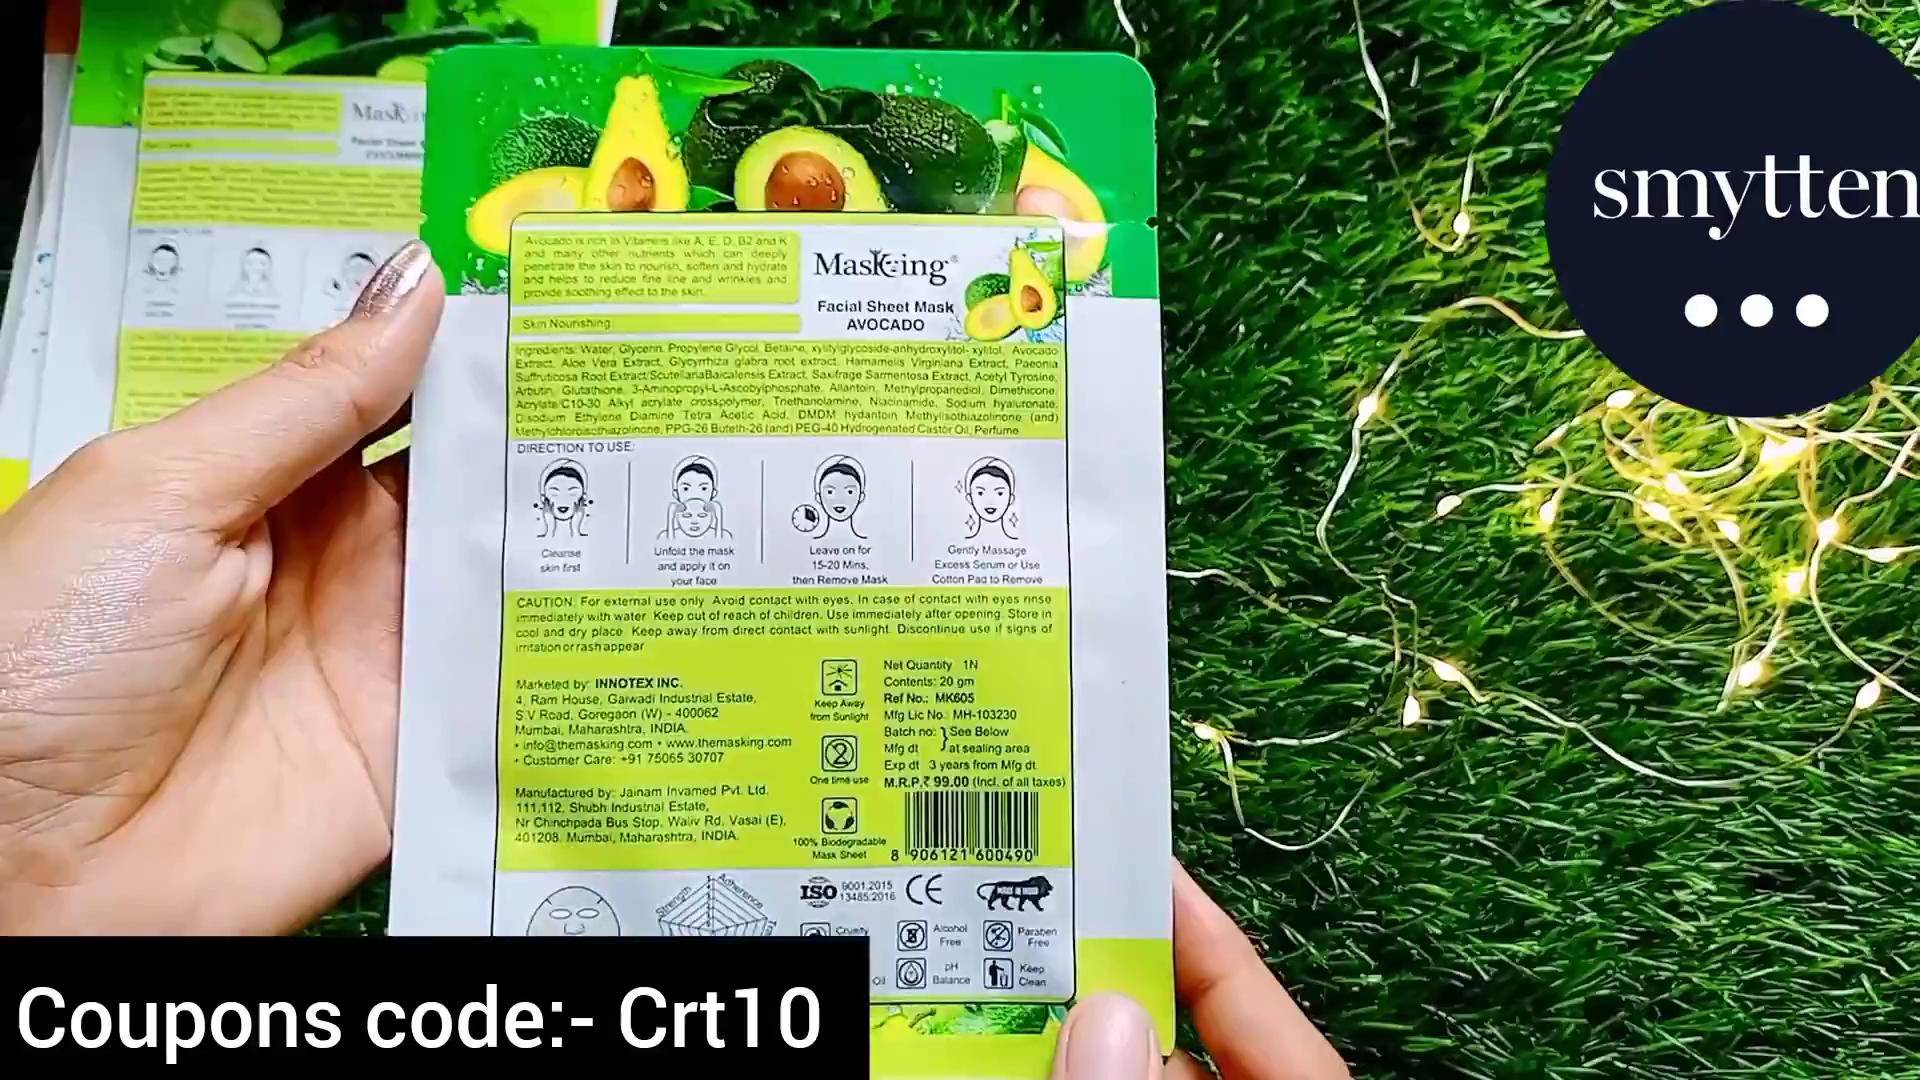 smytten
Avocado is rich in Vitamins like A, E, D, B2 and K
and many other nutrients which can deeply
penetrate the skin to nourish, soften and hydrate
and helps to reduce fine line and wrinkles and
provide soothing effect to the skin.
Skin Nourishing
Masking®
Facial Sheet Mask
AVOCADO
Ingredients: Water, Glycerin, Propylene Glycol, Betaine, xylitylglycoside-anhydroxylitol-xylitol, Avocado
Extract, Aloe Vera Extract, Glycyrrhiza glabra root extract, Hamamelis Virginiana Extract, Paeonia
Suffruticosa Root Extract/ScutellariaBaicalensis Extract, Saxifrage Sarmentosa Extract, Acetyl Tyrosine,
Arbutin, Glutathione, 3-Aminopropyl-L-Ascobylphosphate, Allantoin, Methylpropanediol, Dimethicone,
Acrylate/C10-30 Alkyl acrylate crosspolymer, Triethanolamine, Niacinamide, Sodium hyaluronate,
D-sodium Ethylene Diamine Tetra Acetic Acid, DMDM hydantoin Methylisothiazolinone (and)
Methylchloroisothiazolinone, PPG-26 Buteth-26 (and) PEG-40 Hydrogenated Castor Oil, Perfume
DIRECTION TO USE:
Cleanse
skin first
Unfold the mask
and apply it on
your face
Leave on for
15-20 Mins,
then Remove Mask
Gently Massage
Excess Serum or Use
Cotton Pad to Remove
CAUTION: For external use only. Avoid contact with eyes. In case of contact with eyes rinse
immediately with water. Keep out of reach of children. Use immediately after opening. Store in
cool and dry place. Keep away from direct contact with sunlight. Discontinue use if signs of
irritation or rash appear
Marketed by: INNOTEX INC.
4, Ram House, Gaiwadi Industrial Estate,
S.V Road, Goregaon (W) - 400062
Mumbai, Maharashtra, INDIA.
• info@themasking.com • www.themasking.com
• Customer Care: +91 75065 30707
Manufactured by: Jainam Invamed Pvt. Ltd.
111,112, Shubh Industrial Estate,
Nr Chinchpada Bus Stop, Waliv Rd, Vasai (E),
401208, Mumbai, Maharashtra, INDIA.
Keep Away
from Sunlight
One time use
100% Biodegradable
Mask Sheet
Net Quantity 1N
Contents: 20 gm
Ref No.: MK605
Mfg Lic No.: MH-103230
Batch no: } See Below
Mfg dt at sealing area
Exp dt 3 years from Mfg dt.
M.R.P.₹ 99.00 (Incl. of all taxes)
8 906121 600490
Strength
Adherence
ISO 9001:2015
13485:2016
CE
MADE IN INDIA
Cruelty
Alcohol
Free
Paraben
Free
Oil
pH
Balance
Keep
Clean
Coupons code:- Crt10